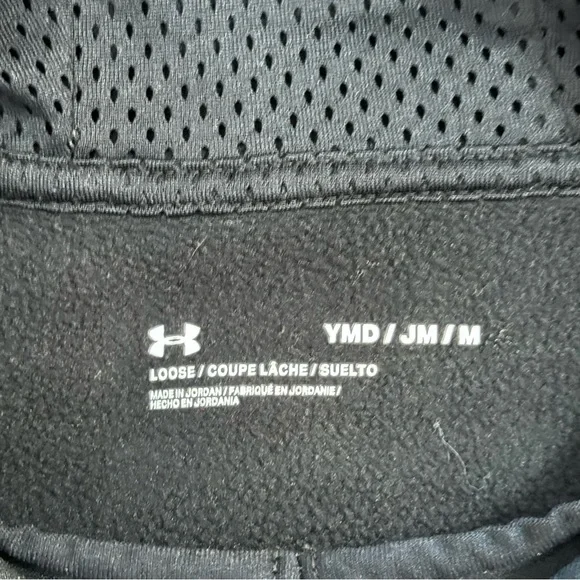 YMD / JM / M
LOOSE / COUPE LÂCHE / SUELTO
MADE IN JORDAN / FABRIQUÉ EN JORDANIE /
HECHO EN JORDANIA